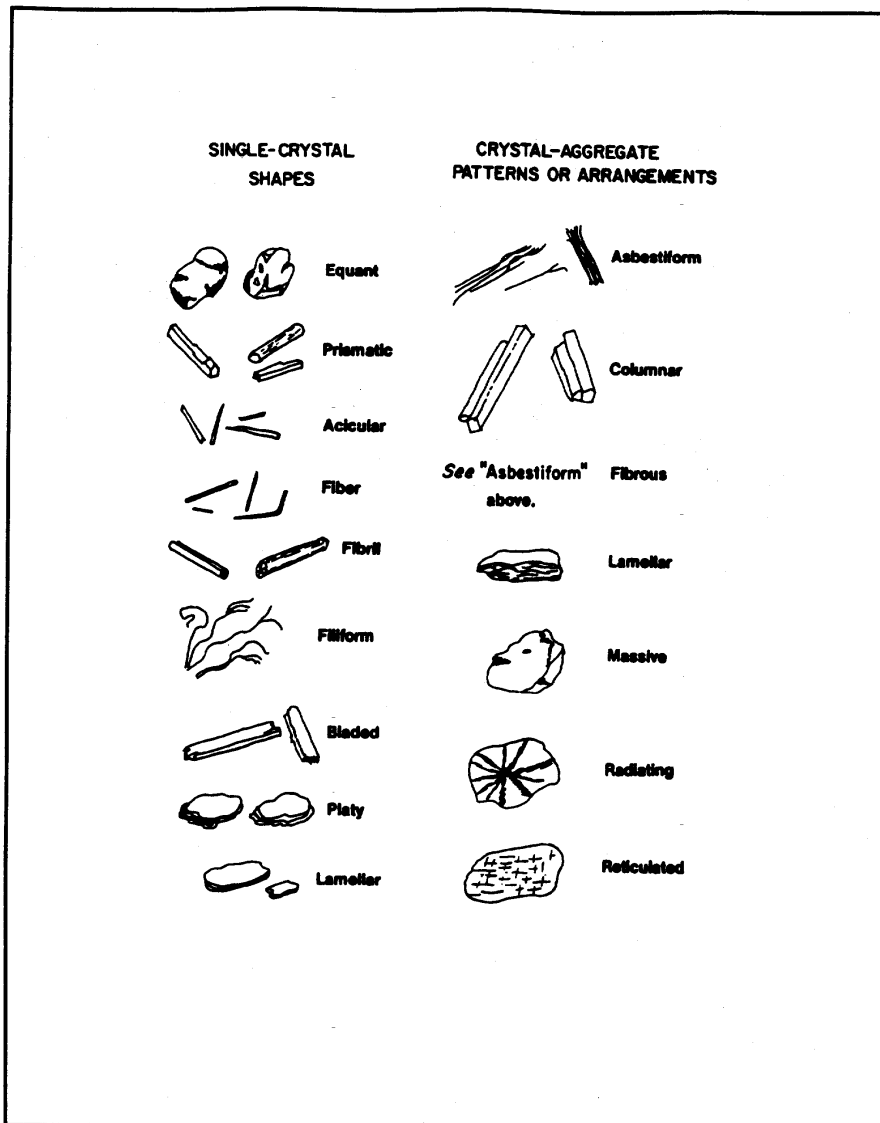 SINGLE-CRYSTAL
SHAPES
Equant
Prismatic
Acicular
Fiber
Fibril
Filiform
Bladed
Platy
Lamellar
CRYSTAL-AGGREGATE
PATTERNS OR ARRANGEMENTS
Asbestiform
Columnar
See "Asbestiform" Fibrous
above.
Lamellar
Massive
Radiating
Reticulated